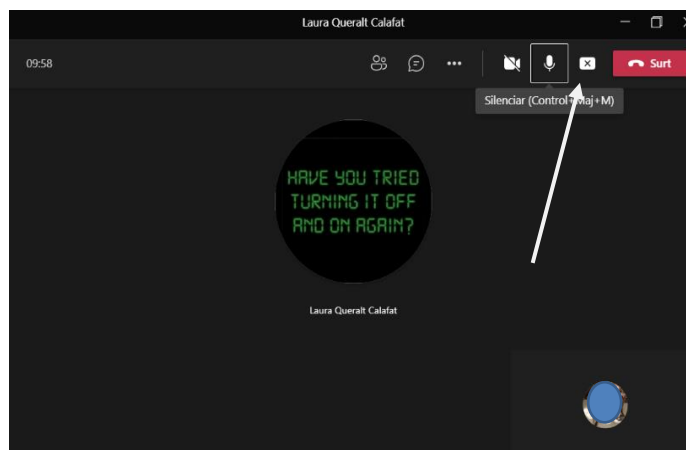 Laura Queralt Calafat
09:58
Surt
Silenciar (Control+Maj+M)
HAVE YOU TRIED
TURNING IT OFF
AND ON AGAIN?
Laura Queralt Calafat